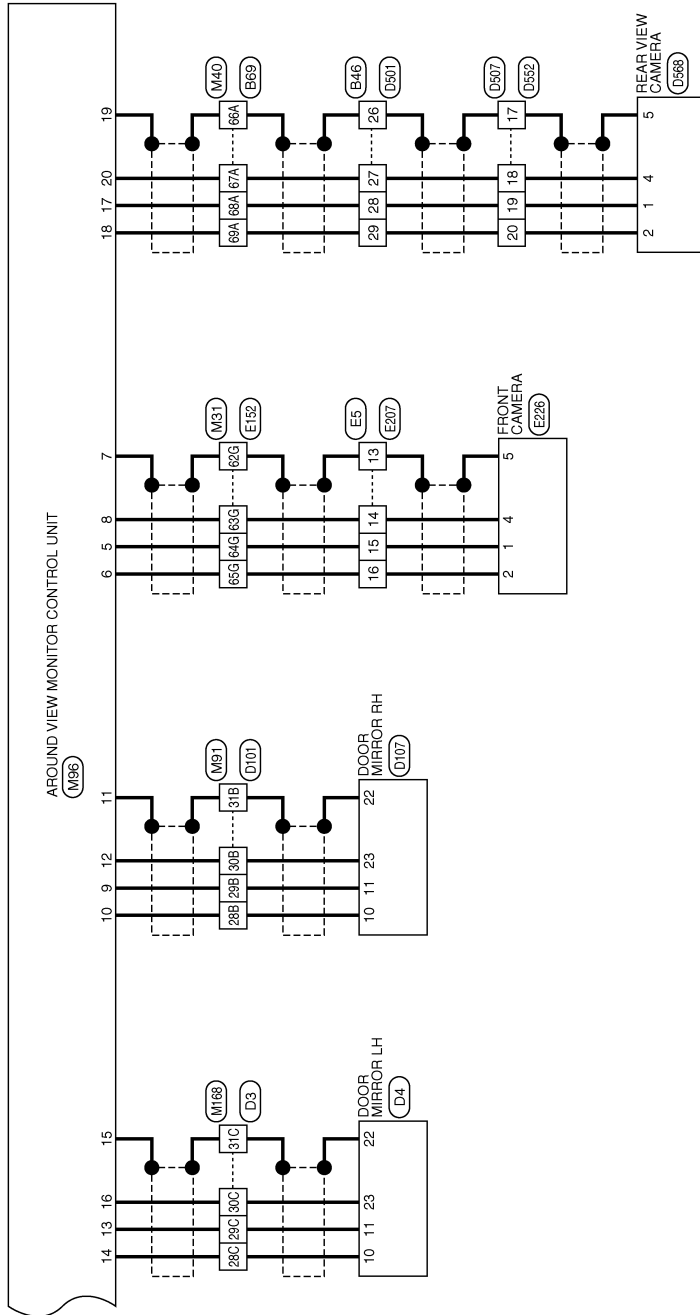 AROUND VIEW MONITOR CONTROL UNIT
M96
14 13 16 15
28C 29C 30C 31C
M168
D3
10 11 23 22
DOOR
MIRROR LH
D4
10 9 12 11
28B 29B 30B 31B
M91
D101
10 11 23 22
DOOR
MIRROR RH
D107
6 5 8 7
65G 64G 63G 62G
M31
E152
16 15 14 13
E5
E207
2 1 4 5
FRONT
CAMERA
E226
18 17 20 19
69A 68A 67A 66A
M40
B69
29 28 27 26
B46
D501
20 19 18 17
D507
D552
2 1 4 5
REAR VIEW
CAMERA
D568